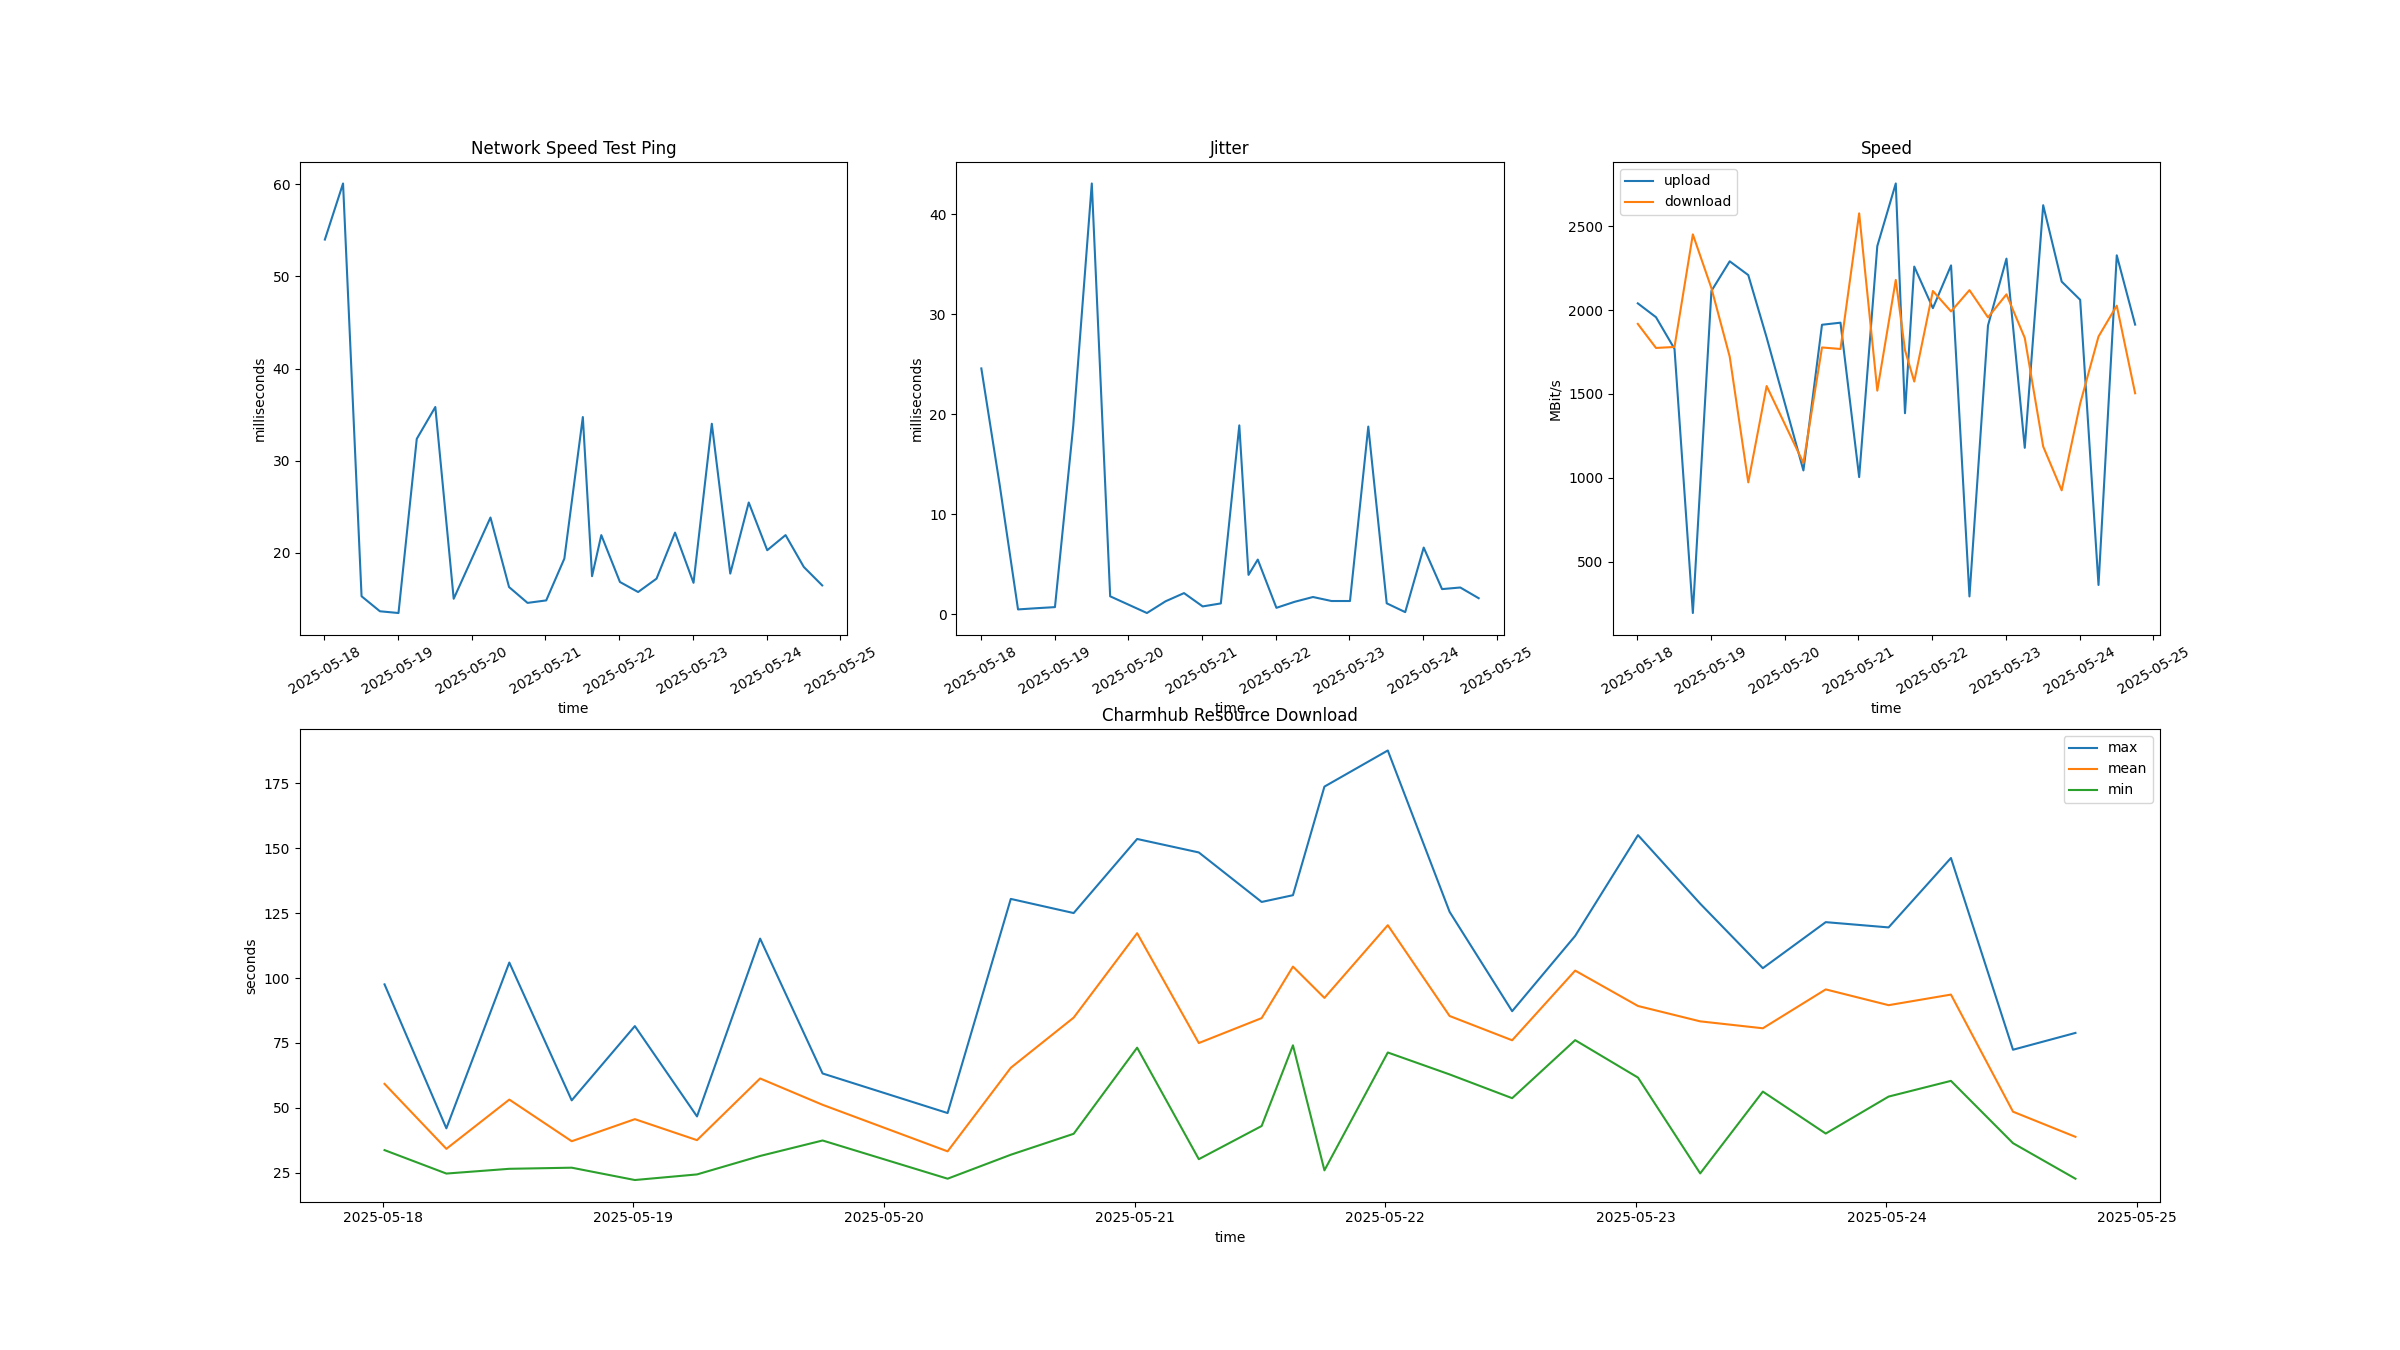 Network Speed Test Ping
milliseconds
60
50
40
30
20
2025-05-18 2025-05-19 2025-05-20 2025-05-21 2025-05-22 2025-05-23 2025-05-24 2025-05-25
time
Jitter
milliseconds
40
30
20
10
0
2025-05-18 2025-05-19 2025-05-20 2025-05-21 2025-05-22 2025-05-23 2025-05-24 2025-05-25
time
Speed
upload
download
MBit/s
2500
2000
1500
1000
500
2025-05-18 2025-05-19 2025-05-20 2025-05-21 2025-05-22 2025-05-23 2025-05-24 2025-05-25
time
Charmhub Resource Download
max
mean
min
seconds
175
150
125
100
75
50
25
2025-05-18 2025-05-19 2025-05-20 2025-05-21 2025-05-22 2025-05-23 2025-05-24 2025-05-25
time